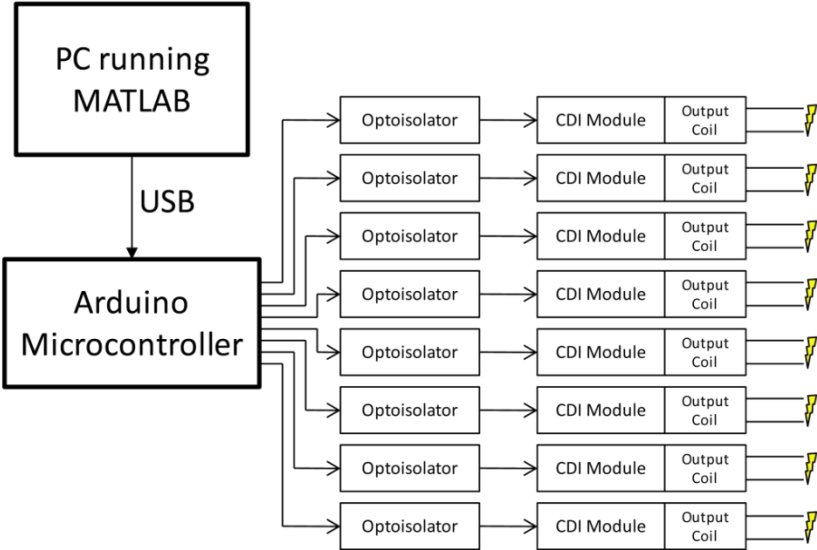 PC running
MATLAB
USB
Arduino
Microcontroller
Optoisolator
CDI Module
Output
Coil
Optoisolator
CDI Module
Output
Coil
Optoisolator
CDI Module
Output
Coil
Optoisolator
CDI Module
Output
Coil
Optoisolator
CDI Module
Output
Coil
Optoisolator
CDI Module
Output
Coil
Optoisolator
CDI Module
Output
Coil
Optoisolator
CDI Module
Output
Coil